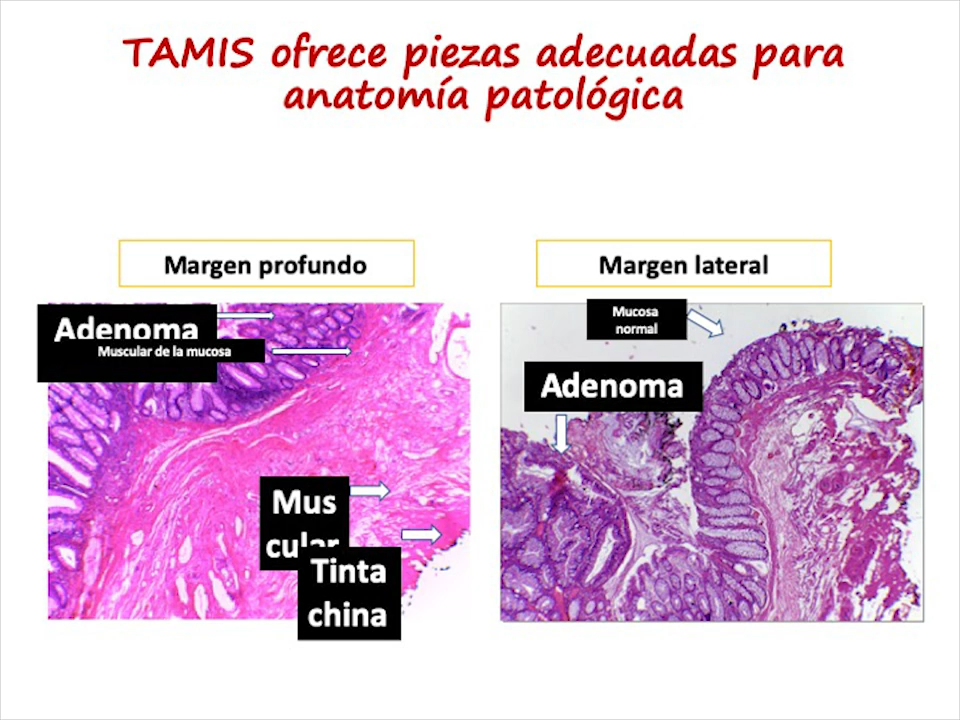 TAMIS ofrece piezas adecuadas para
anatomía patológica
Margen profundo
Margen lateral
Adenoma
Muscular de la mucosa
Mus
cular
Tinta
china
Mucosa
normal
Adenoma